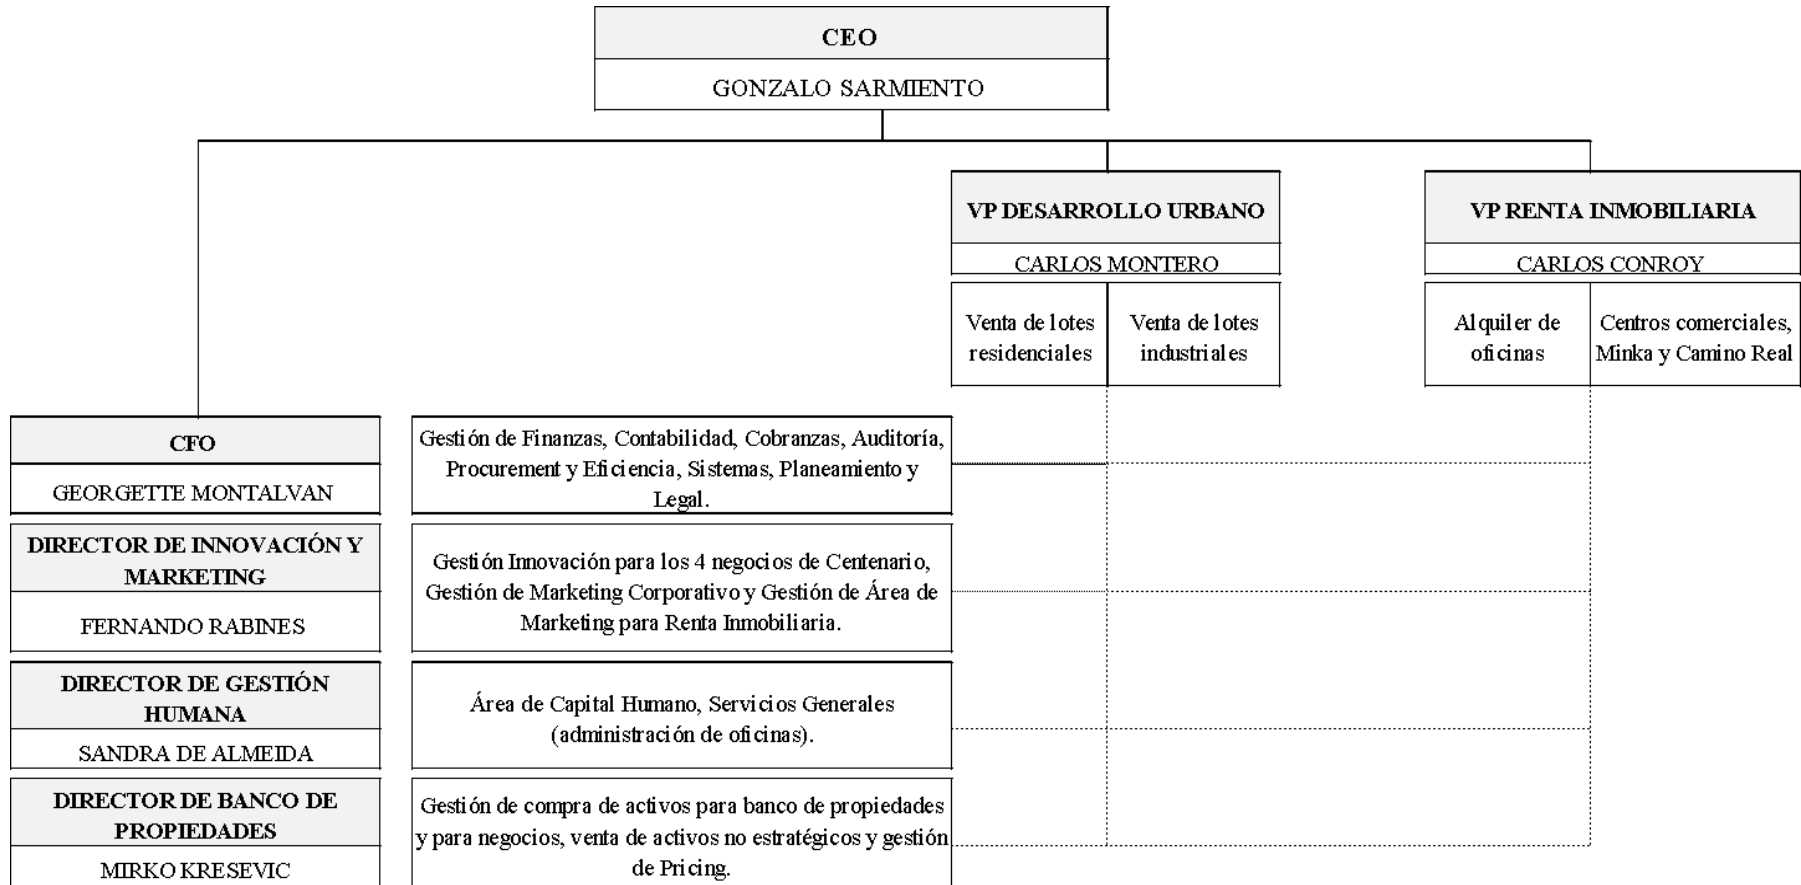 CEO
GONZALO SARMIENTO
VP DESARROLLO URBANO
CARLOS MONTERO
Venta de lotes
residenciales
Venta de lotes
industriales
VP RENTA INMOBILIARIA
CARLOS CONROY
Alquiler de
oficinas
Centros comerciales,
Minka y Camino Real
CFO
GEORGETTE MONTALVAN
Gestión de Finanzas, Contabilidad, Cobranzas, Auditoría,
Procurement y Eficiencia, Sistemas, Planeamiento y
Legal.
DIRECTOR DE INNOVACIÓN Y
MARKETING
FERNANDO RABINES
Gestión Innovación para los 4 negocios de Centenario,
Gestión de Marketing Corporativo y Gestión de Área de
Marketing para Renta Inmobiliaria.
DIRECTOR DE GESTIÓN
HUMANA
SANDRA DE ALMEIDA
Área de Capital Humano, Servicios Generales
(administración de oficinas).
DIRECTOR DE BANCO DE
PROPIEDADES
MIRKO KRESEVIC
Gestión de compra de activos para banco de propiedades
y para negocios, venta de activos no estratégicos y gestión
de Pricing.